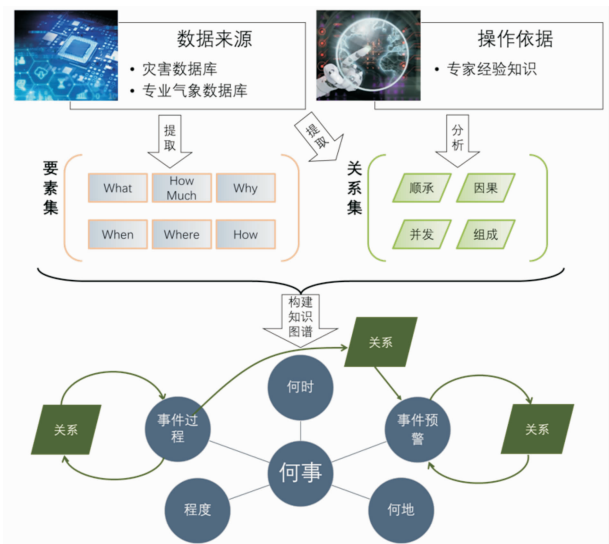 数据来源
• 灾害数据库
• 专业气象数据库
操作依据
• 专家经验知识
提取
提取
分析
要素集
What
How Much
Why
When
Where
How
关系集
顺承
因果
并发
组成
构建
知识
图谱
关系
何时
关系
事件过程
事件预警
关系
何事
程度
何地